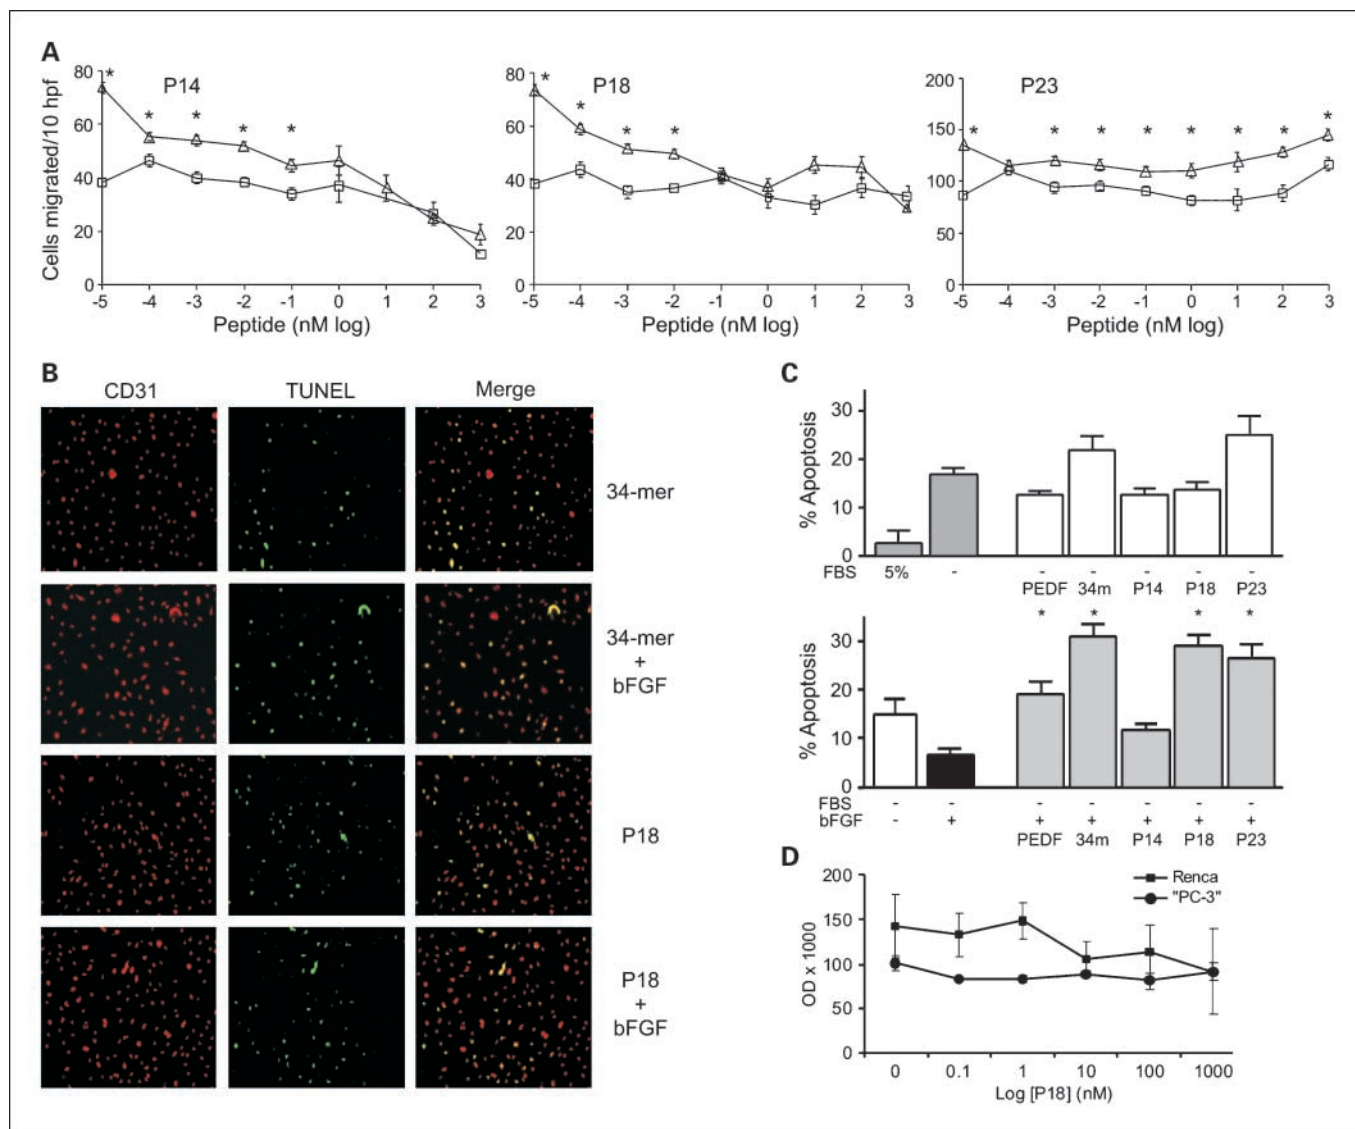 A
P14
P18
P23
Cells migrated/10 hpf
80
60
40
20
0
* * * * *
-5 -4 -3 -2 -1 0 1 2 3
Peptide (nM log)
80
60
40
20
0
* * * *
-5 -4 -3 -2 -1 0 1 2 3
Peptide (nM log)
200
150
100
50
0
* * * * * * * *
-5 -4 -3 -2 -1 0 1 2 3
Peptide (nM log)
B
CD31 TUNEL Merge
34-mer
34-mer
+
bFGF
P18
P18
+
bFGF
C
% Apoptosis
30
20
10
0
FBS 5% - - - - - -
PEDF 34m P14 P18 P23
* * * *
% Apoptosis
30
20
10
0
FBS - - - - - - -
bFGF - + + + + + +
PEDF 34m P14 P18 P23
D
Renca
"PC-3"
OD x 1000
200
150
100
50
0
0 0.1 1 10 100 1000
Log [P18] (nM)